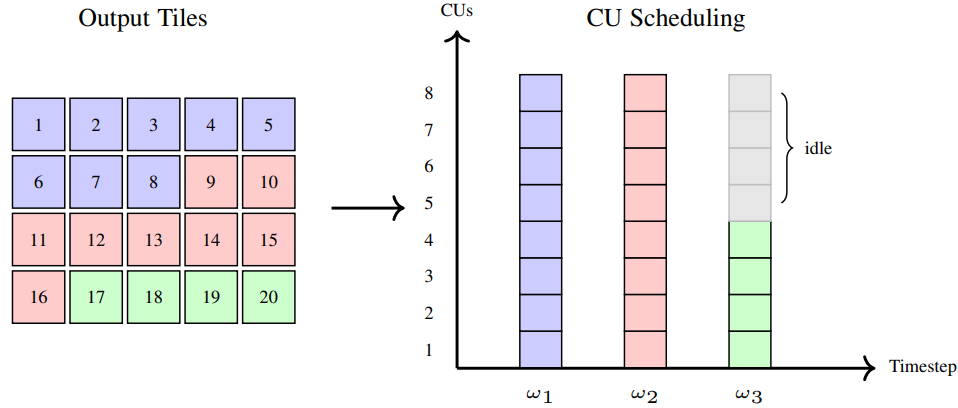 Output Tiles
1 2 3 4 5
6 7 8 9 10
11 12 13 14 15
16 17 18 19 20
CU Scheduling
CUs
8
7
6
5
4
3
2
1
idle
Timestep
ω1 ω2 ω3